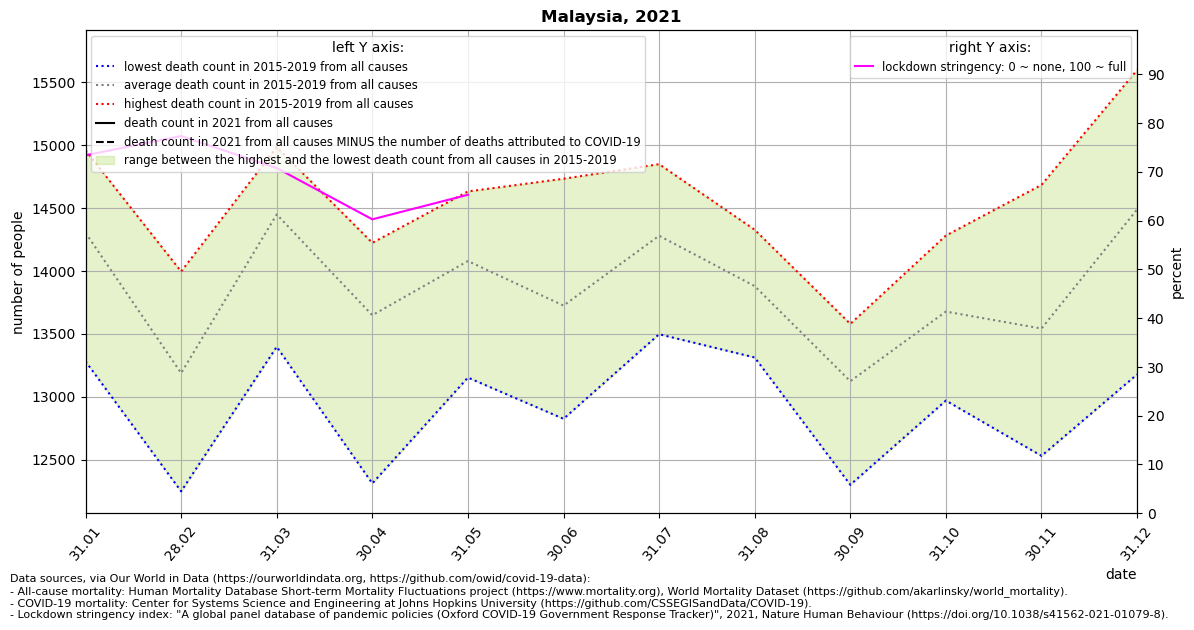 Malaysia, 2021
left Y axis:
lowest death count in 2015-2019 from all causes
average death count in 2015-2019 from all causes
highest death count in 2015-2019 from all causes
death count in 2021 from all causes
death count in 2021 from all causes MINUS the number of deaths attributed to COVID-19
range between the highest and the lowest death count from all causes in 2015-2019
right Y axis:
lockdown stringency: 0 ~ none, 100 ~ full
number of people
15500
15000
14500
14000
13500
13000
12500
90
80
70
60
50
40
30
20
10
0
percent
31.01
28.02
31.03
30.04
31.05
30.06
31.07
31.08
30.09
31.10
30.11
31.12
date
Data sources, via Our World in Data (https://ourworldindata.org, https://github.com/owid/covid-19-data):
- All-cause mortality: Human Mortality Database Short-term Mortality Fluctuations project (https://www.mortality.org), World Mortality Dataset (https://github.com/akarlinsky/world_mortality).
- COVID-19 mortality: Center for Systems Science and Engineering at Johns Hopkins University (https://github.com/CSSEGISandData/COVID-19).
- Lockdown stringency index: "A global panel database of pandemic policies (Oxford COVID-19 Government Response Tracker)", 2021, Nature Human Behaviour (https://doi.org/10.1038/s41562-021-01079-8).